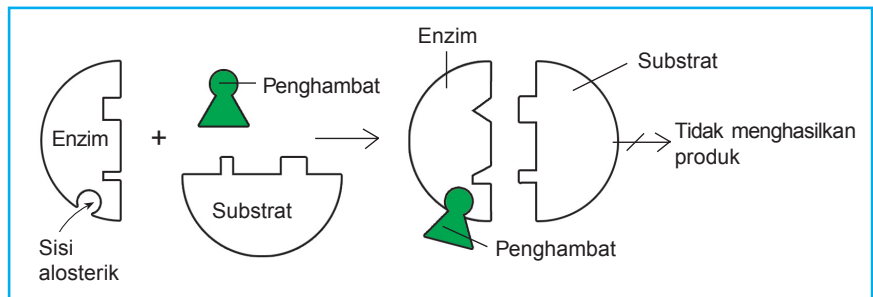 Enzim
+
Penghambat
Substrat
Sisi
alosterik
Enzim
Penghambat
Substrat
Tidak menghasilkan
produk